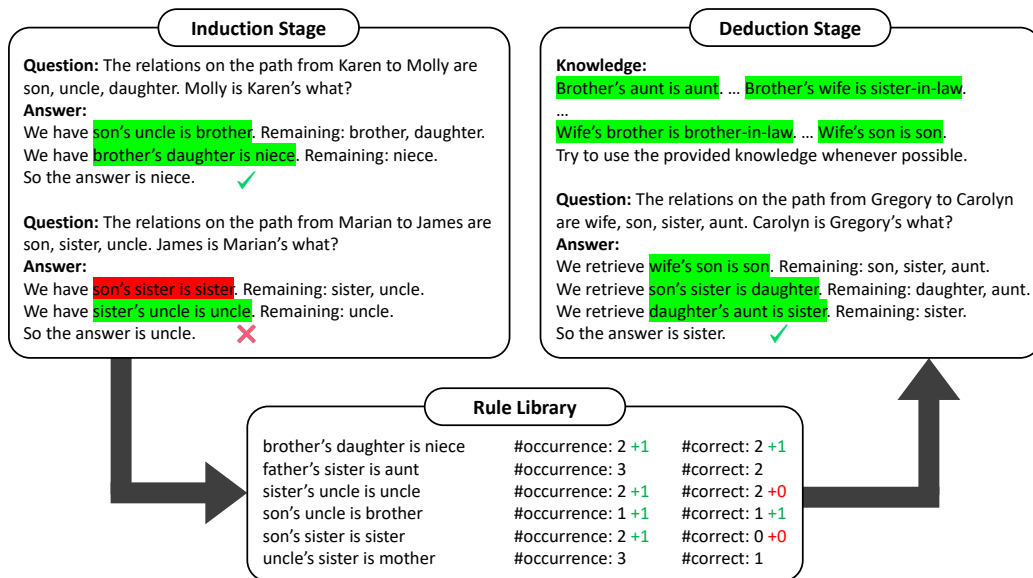 Induction Stage
Question: The relations on the path from Karen to Molly are
son, uncle, daughter. Molly is Karen's what?
Answer:
We have son's uncle is brother. Remaining: brother, daughter.
We have brother's daughter is niece. Remaining: niece.
So the answer is niece.
Question: The relations on the path from Marian to James are
son, sister, uncle. James is Marian's what?
Answer:
We have son's sister is sister. Remaining: sister, uncle.
We have sister's uncle is uncle. Remaining: uncle.
So the answer is uncle.
Deduction Stage
Knowledge:
Brother's aunt is aunt. ... Brother's wife is sister-in-law.
...
Wife's brother is brother-in-law. ... Wife's son is son.
Try to use the provided knowledge whenever possible.
Question: The relations on the path from Gregory to Carolyn
are wife, son, sister, aunt. Carolyn is Gregory's what?
Answer:
We retrieve wife's son is son. Remaining: son, sister, aunt.
We retrieve son's sister is daughter. Remaining: daughter, aunt.
We retrieve daughter's aunt is sister. Remaining: sister.
So the answer is sister.
Rule Library
brother's daughter is niece #occurrence: 2 +1 #correct: 2 +1
father's sister is aunt #occurrence: 3 #correct: 2
sister's uncle is uncle #occurrence: 2 +1 #correct: 2 +0
son's uncle is brother #occurrence: 1 +1 #correct: 1 +1
son's sister is sister #occurrence: 2 +1 #correct: 0 +0
uncle's sister is mother #occurrence: 3 #correct: 1